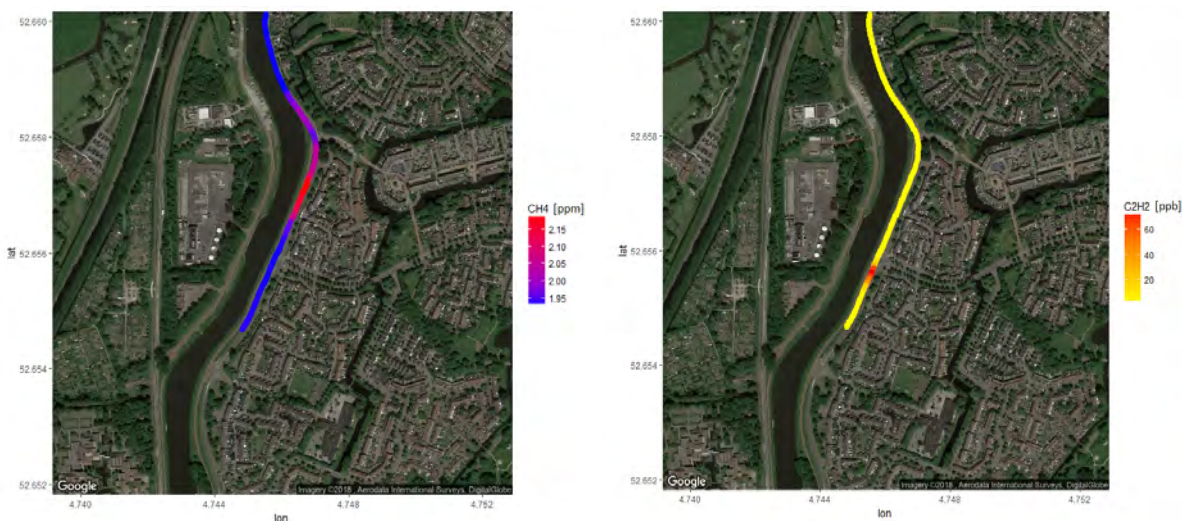 52.660
52.658
52.656
52.654
52.652
lat
4.740
4.744
4.748
4.752
lon
Google
Imagery ©2018 , Aerodata International Surveys, DigitalGlobe
CH4 [ppm]
2.15
2.10
2.05
2.00
1.95
52.660
52.658
52.656
52.654
52.652
lat
4.740
4.744
4.748
4.752
lon
Google
Imagery ©2018 , Aerodata International Surveys, DigitalGlobe
C2H2 [ppb]
60
40
20